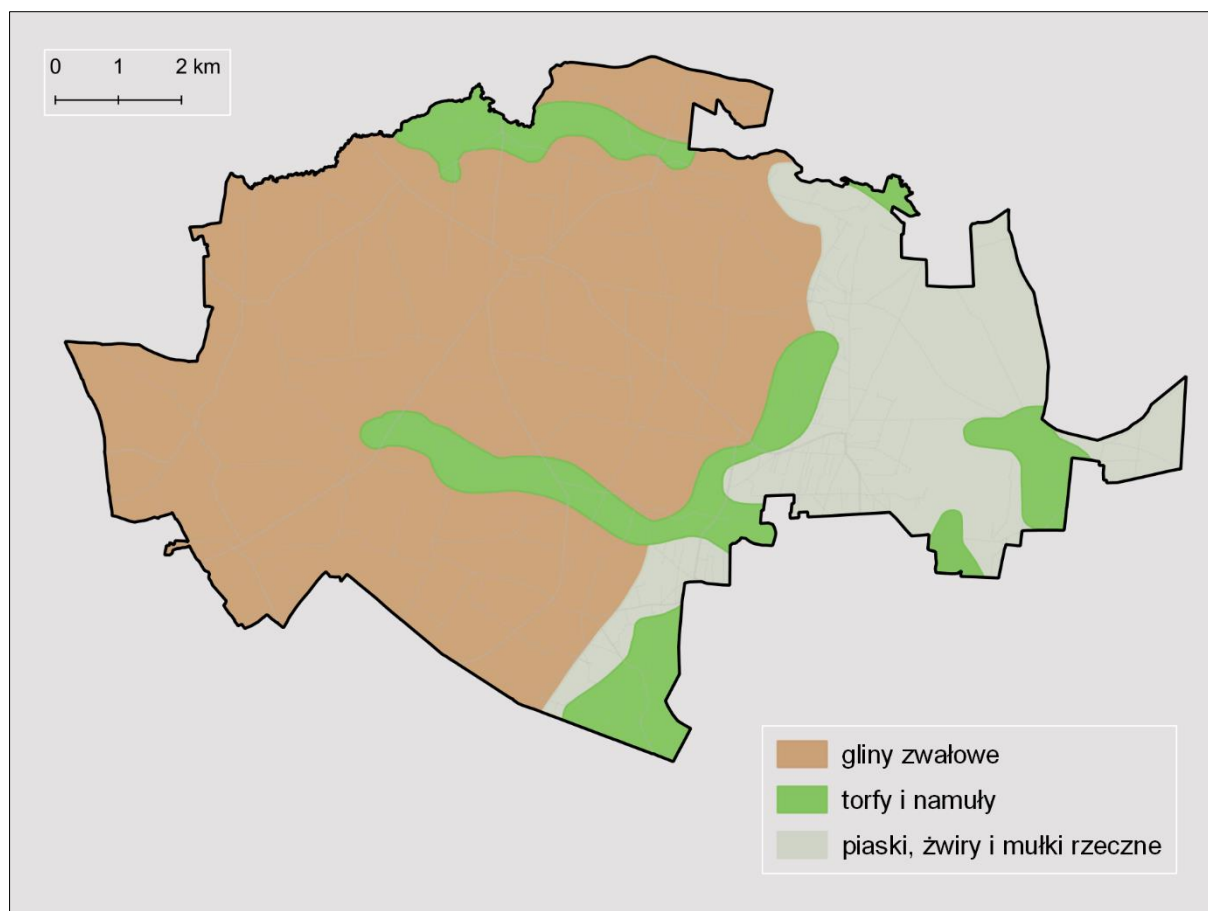 0 1 2 km
gliny zwałowe
torfy i namuły
piaski, żwiry i mułki rzeczne